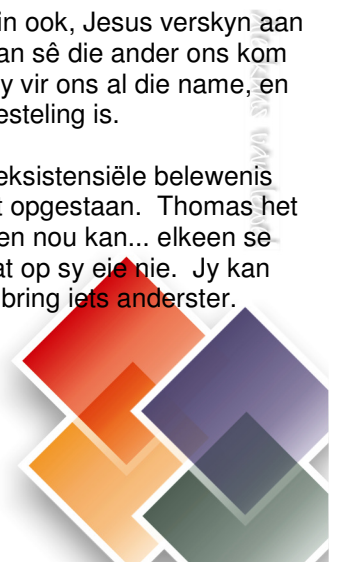 in ook, Jesus verskyn aan
an sê die ander ons kom
y vir ons al die name, en
esteling is.
eksistensiële belewenis
t opgestaan. Thomas het
en nou kan... elkeen se
at op sy eie nie. Jy kan
bring iets anderster.